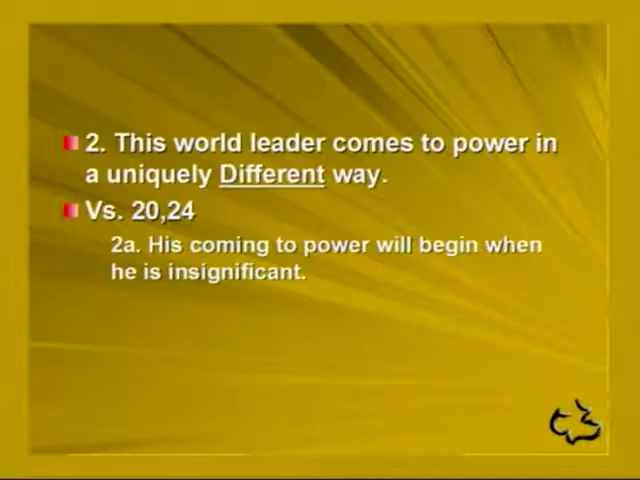 2. This world leader comes to power in
a uniquely Different way.
Vs. 20,24
2a. His coming to power will begin when
he is insignificant.